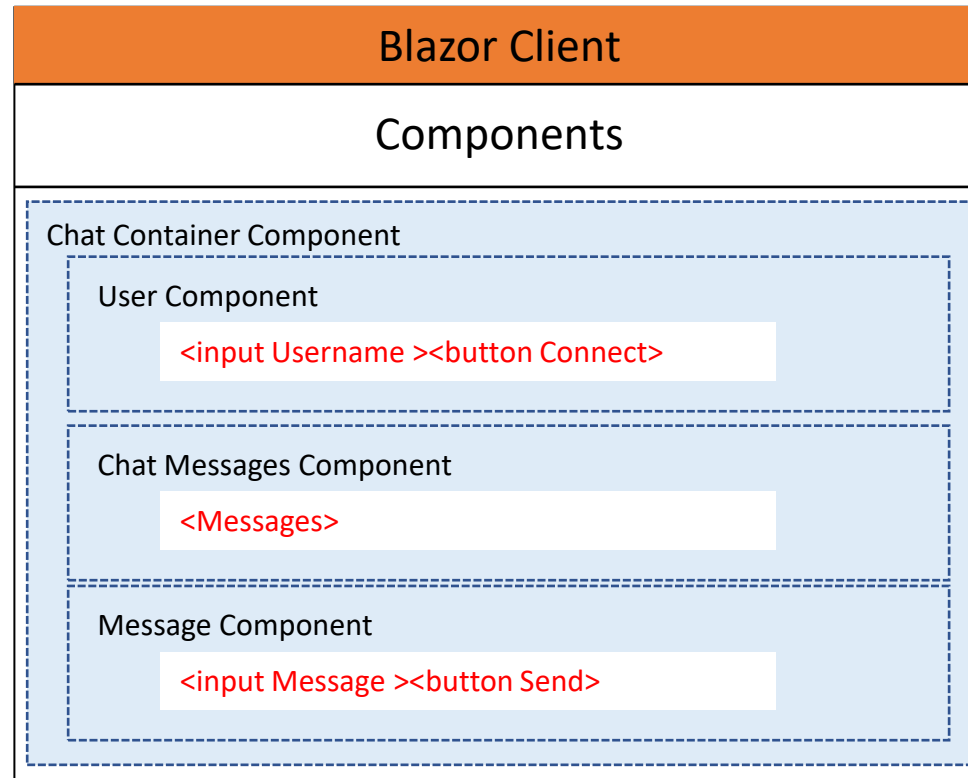 Blazor Client
Components
Chat Container Component
User Component
<input Username ><button Connect>
Chat Messages Component
<Messages>
Message Component
<input Message ><button Send>